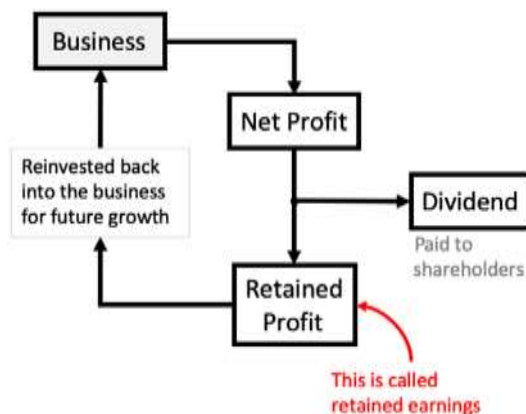 Business
Net Profit
Reinvested back
into the business
for future growth
Dividend
Paid to
shareholders
Retained
Profit
This is called
retained earnings